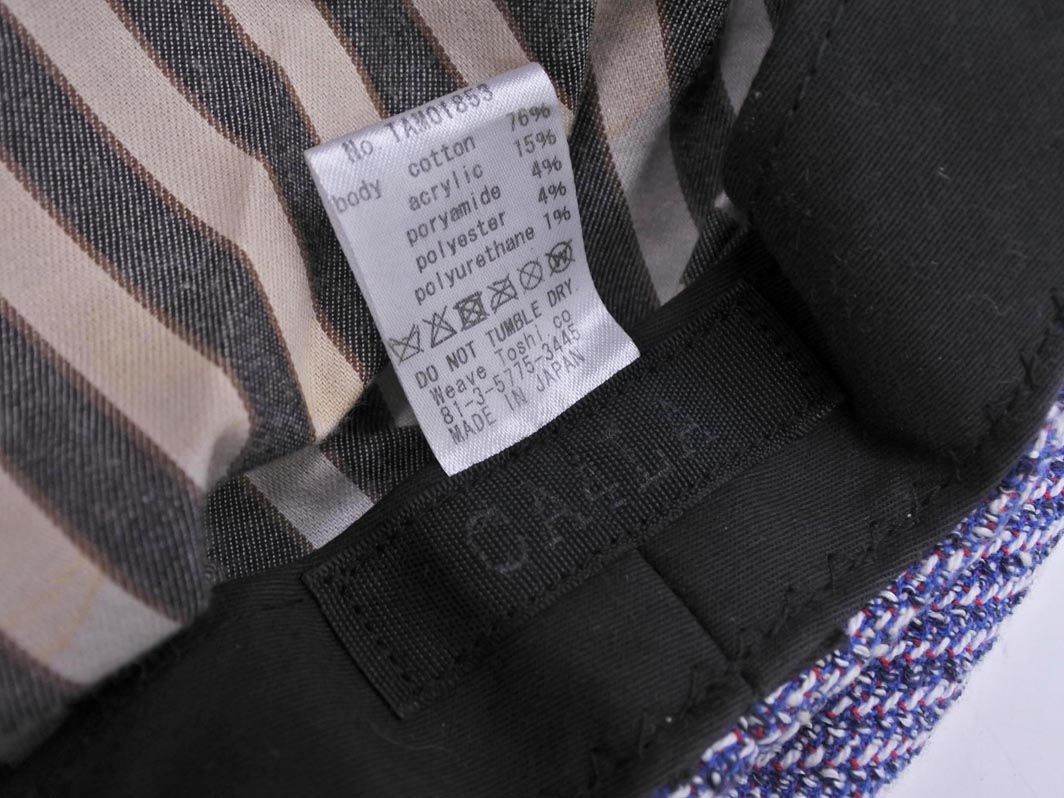 No. 1AM01853
body cotton 76%
acrylic 15%
poryamide 4%
polyester 4%
polyurethane 1%
DO NOT TUMBLE DRY.
Weave Toshi.co
81-3-5775-3445
MADE IN JAPAN
CA4LA